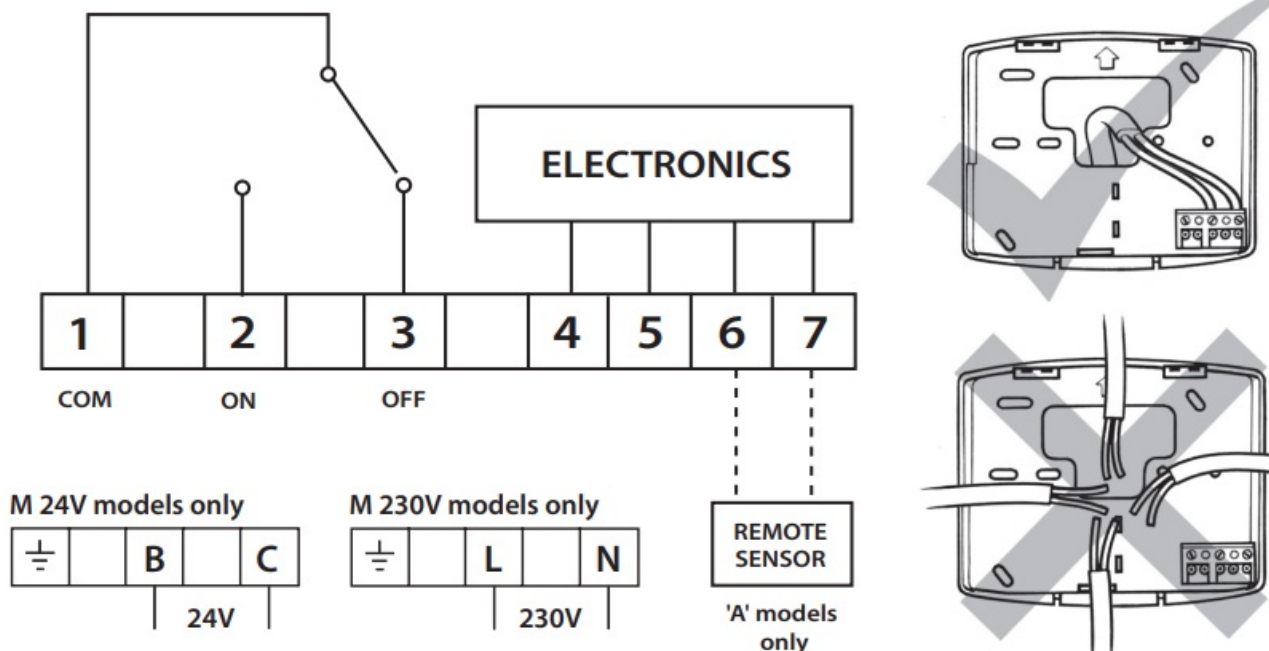 ELECTRONICS
1 2 3 4 5 6 7
COM ON OFF
M 24V models only
B C
24V
M 230V models only
L N
230V
REMOTE
SENSOR
'A' models
only